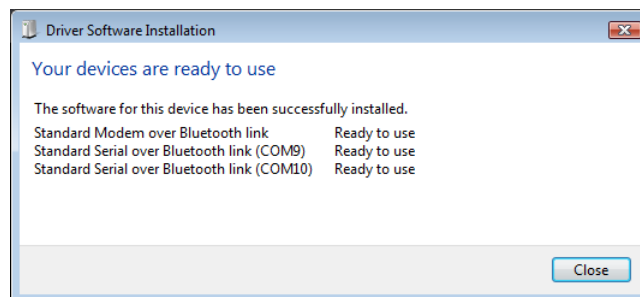 Driver Software Installation
Your devices are ready to use
The software for this device has been successfully installed.
Standard Modem over Bluetooth link Ready to use
Standard Serial over Bluetooth link (COM9) Ready to use
Standard Serial over Bluetooth link (COM10) Ready to use
Close